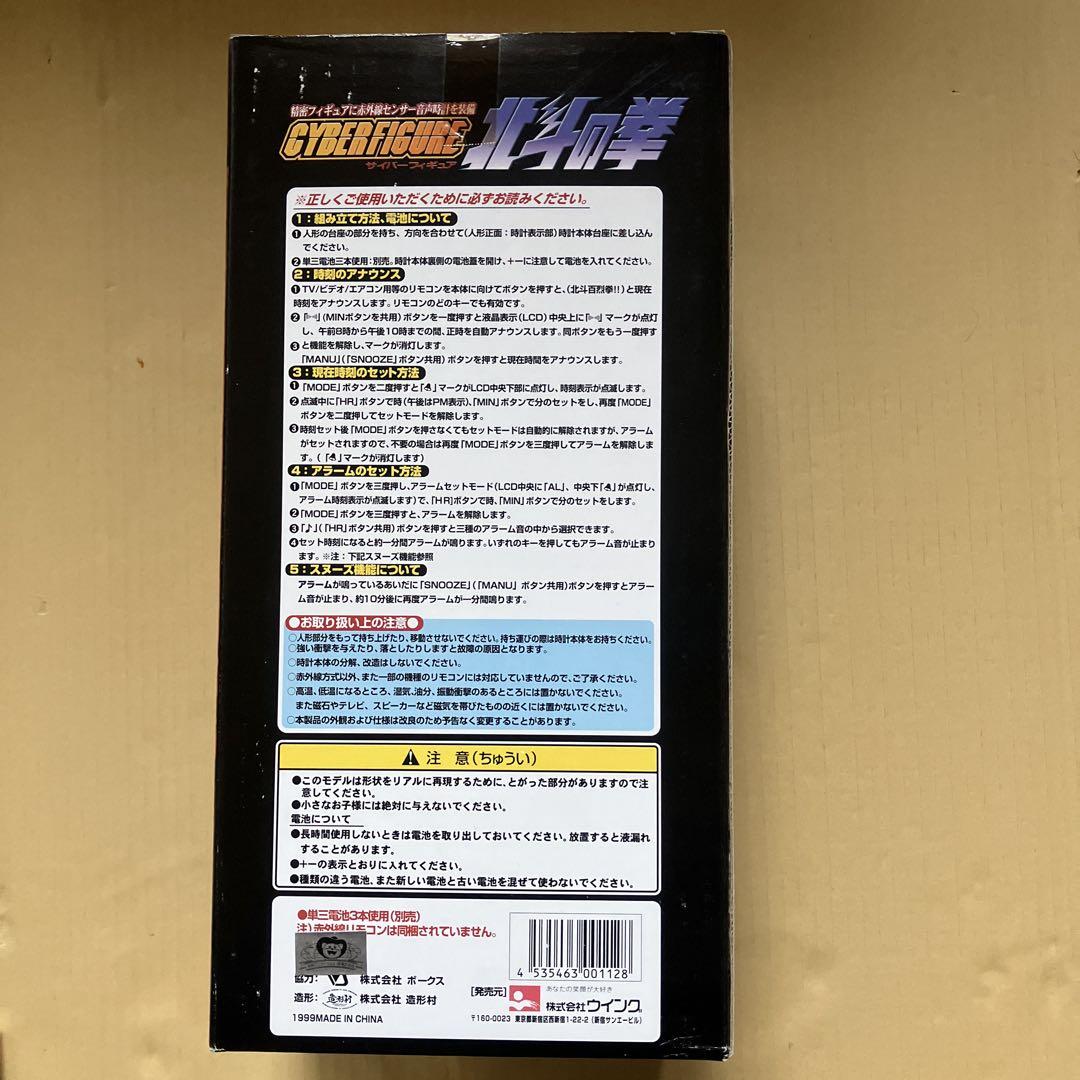 精密フィギュアに赤外線センサー音声時計を装備
CYBERFIGURE 北斗の拳
サイバーフィギュア
※正しくご使用いただくために必ずお読みください。
1：組み立て方法、電池について
❶人形の台座の部分を持ち、方向を合わせて(人形正面：時計表示部)時計本体台座に差し込ん
でください。
❷単三電池三本使用：別売。時計本体裏側の電池蓋を開け、＋－に注意して電池を入れてください。
2：時刻のアナウンス
❶TV/ビデオ/エアコン用等のリモコンを本体に向けてボタンを押すと、(北斗百烈拳!!)と現在
時刻をアナウンスします。リモコンのどのキーでも有効です。
❷「」(MINボタンを共用)ボタンを一度押すと液晶表示(LCD)中央上に「」マークが点灯
し、午前8時から午後10時までの間、正時を自動アナウンスします。同ボタンをもう一度押す
❸と機能を解除し、マークが消灯します。
「MANU」(「SNOOZE」ボタン共用)ボタンを押すと現在時間をアナウンスします。
3：現在時刻のセット方法
❶「MODE」ボタンを二度押すと「」マークがLCD中央下部に点灯し、時刻表示が点滅します。
❷点滅中に「HR」ボタンで時(午後はPM表示)、「MIN」ボタンで分のセットをし、再度「MODE」
ボタンを二度押してセットモードを解除します。
❸時刻セット後「MODE」ボタンを押さなくてもセットモードは自動的に解除されますが、アラーム
がセットされますので、不要の場合は再度「MODE」ボタンを三度押してアラームを解除しま
す。(「」マークが消灯します)
4：アラームのセット方法
❶「MODE」ボタンを三度押し、アラームセットモード(LCD中央に「AL」、中央下「」が点灯し、
アラーム時刻表示が点滅します)で、「HR]ボタンで時、「MIN」ボタンで分のセットをします。
❷「MODE」ボタンを三度押すと、アラームを解除します。
❸「♪」(「HR」ボタン共用)ボタンを押すと三種のアラーム音の中から選択できます。
❹セット時刻になると約一分間アラームが鳴ります。いずれのキーを押してもアラーム音が止まり
ます。※注：下記スヌーズ機能参照
5：スヌーズ機能について
アラームが鳴っているあいだに「SNOOZE」(「MANU」ボタン共用)ボタンを押すとアラー
ム音が止まり、約10分後に再度アラームが一分間鳴ります。
●お取り扱い上の注意●
○人形部分をもって持ち上げたり、移動させないでください。持ち運びの際は時計本体をお持ちください。
○強い衝撃を与えたり、落としたりしますと故障の原因となります。
○時計本体の分解、改造はしないでください。
○赤外線方式以外、また一部の機種のリモコンには対応していませんので、ご了承ください。
○高温、低温になるところ、湿気、油分、振動衝撃のあるところには置かないでください。
また磁石やテレビ、スピーカーなど磁気を帯びたものの近くには置かないでください。
○本製品の外観および仕様は改良のため予告なく変更することがあります。
⚠注 意(ちゅうい)
●このモデルは形状をリアルに再現するために、とがった部分がありますので注
意してください。
●小さなお子様には絶対に与えないでください。
電池について
●長時間使用しないときは電池を取り出しておいてください。放置すると液漏れ
することがあります。
●＋－の表示とおりに入れてください。
●種類の違う電池、また新しい電池と古い電池を混ぜて使わないでください。
●単三電池3本使用(別売)
注)赤外線リモコンは同梱されていません。
4 535463 001128
協力： 株式会社 ボークス
造形： 造形村 株式会社 造形村
1999MADE IN CHINA
[発売元] あなたの笑顔が大好き
株式会社ウインク
〒160-0023 東京都新宿区西新宿1-22-2(新宿サンエービル)